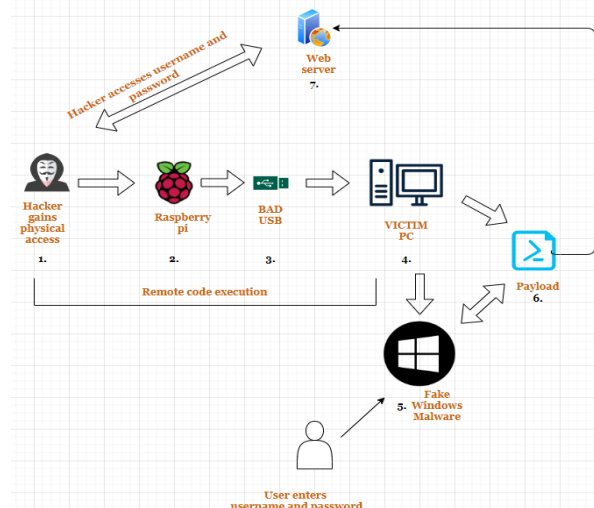 Web
server
7.
Hacker accesses username and
password
Hacker
gains
physical
access
1.
Raspberry
pi
2.
BAD
USB
3.
VICTIM
PC
4.
Payload
6.
Remote code execution
5. Fake
Windows
Malware
User enters
username and password